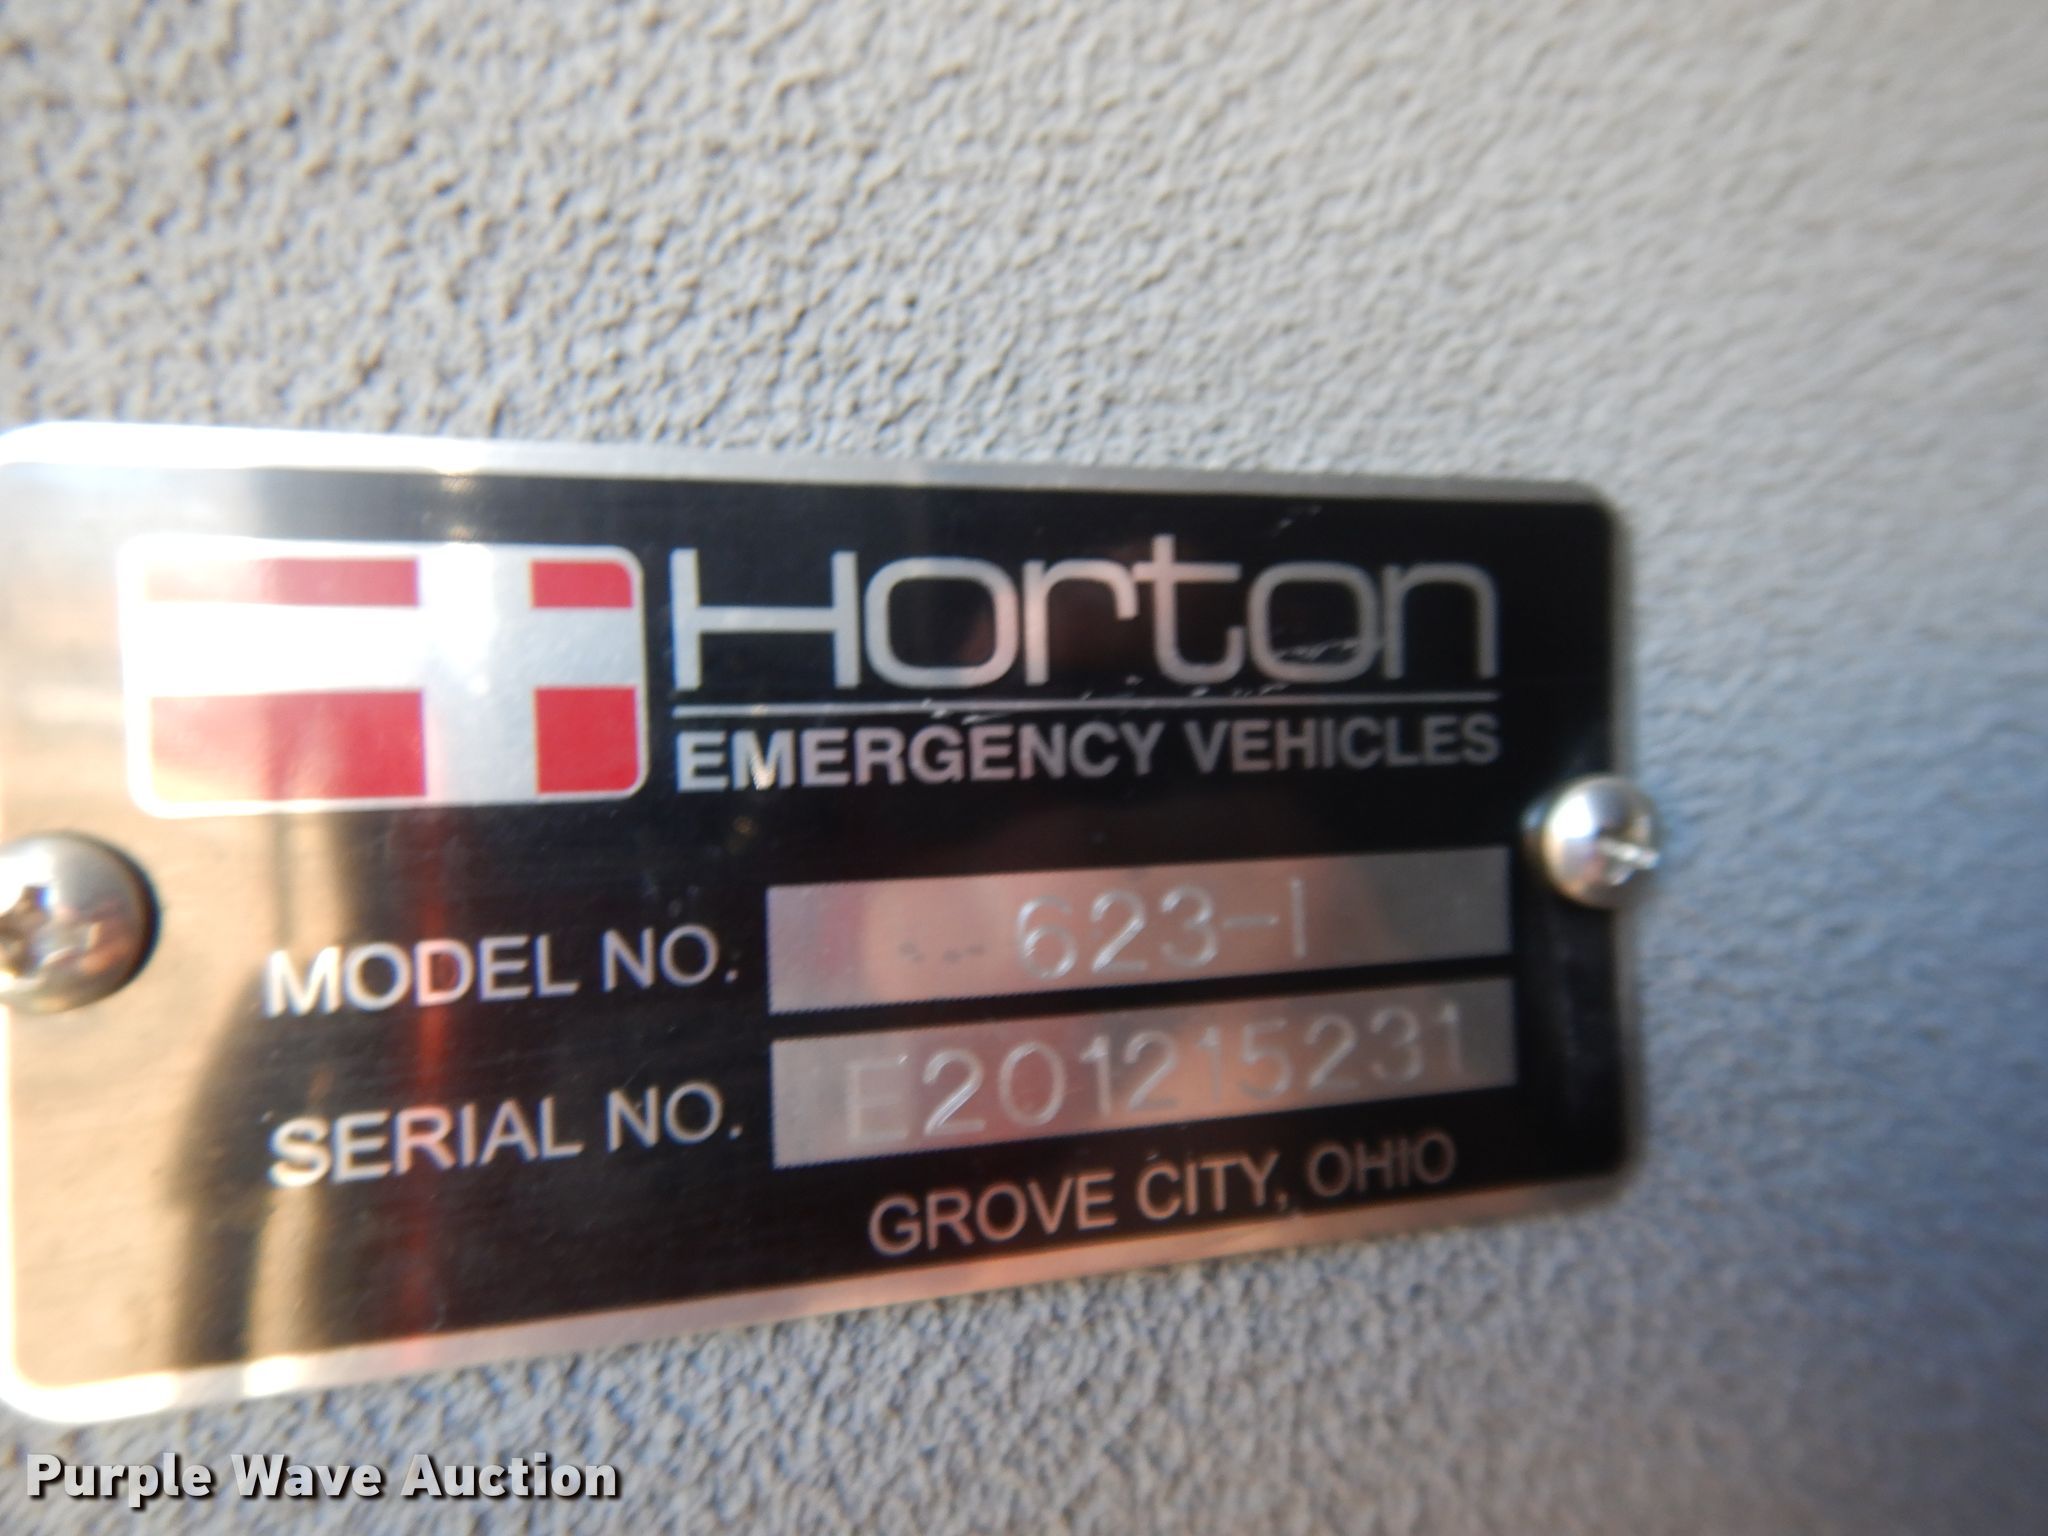 Horton
EMERGENCY VEHICLES
MODEL NO. 623-I
SERIAL NO. E201215231
GROVE CITY, OHIO
Purple Wave Auction